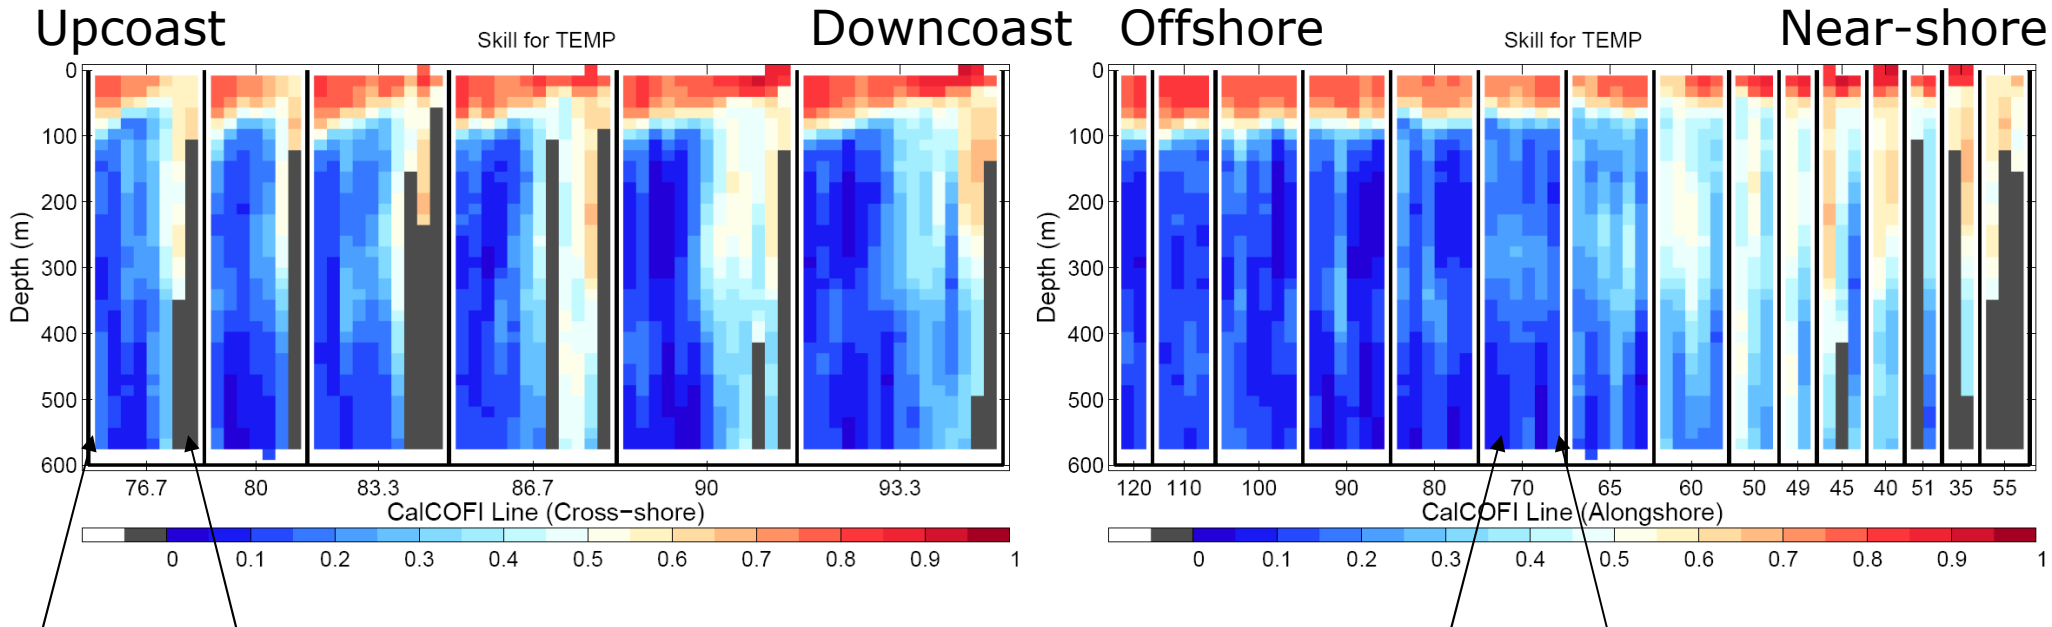 Upcoast Downcoast Offshore Near-shore
Skill for TEMP Skill for TEMP
0
100
200
300
400
500
600
Depth (m)
76.7 80 83.3 86.7 90 93.3
CalCOFI Line (Cross-shore)
0 0.1 0.2 0.3 0.4 0.5 0.6 0.7 0.8 0.9 1
0
100
200
300
400
500
600
Depth (m)
120 110 100 90 80 70 65 60 50 49 45 40 51 35 55
CalCOFI Line (Alongshore)
0 0.1 0.2 0.3 0.4 0.5 0.6 0.7 0.8 0.9 1